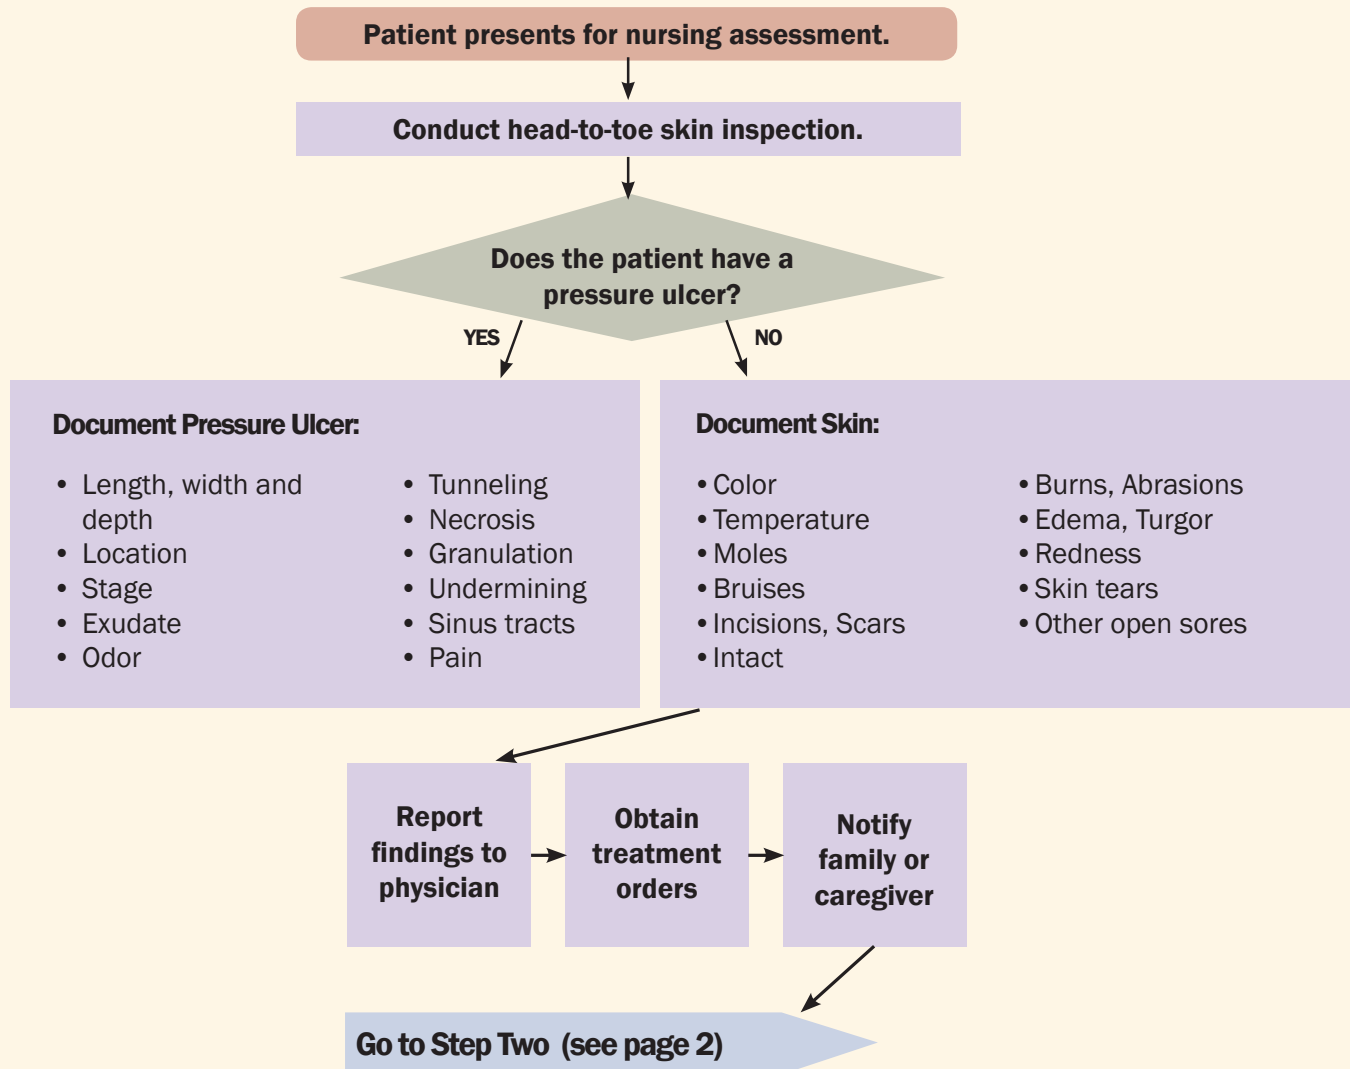 Patient presents for nursing assessment.
Conduct head-to-toe skin inspection.
Does the patient have a
pressure ulcer?
YES
NO
Document Pressure Ulcer:
• Length, width and
depth
• Location
• Stage
• Exudate
• Odor
• Tunneling
• Necrosis
• Granulation
• Undermining
• Sinus tracts
• Pain
Document Skin:
• Color
• Temperature
• Moles
• Bruises
• Incisions, Scars
• Intact
• Burns, Abrasions
• Edema, Turgor
• Redness
• Skin tears
• Other open sores
Report
findings to
physician
Obtain
treatment
orders
Notify
family or
caregiver
Go to Step Two (see page 2)